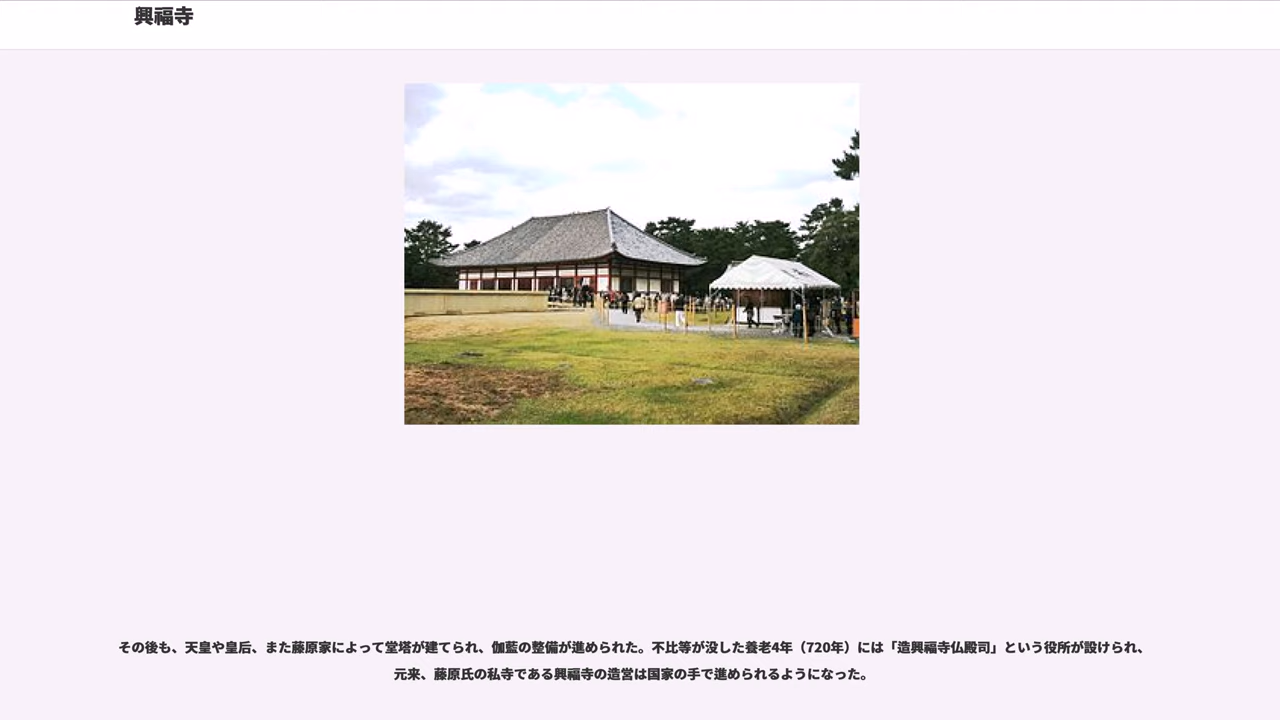 興福寺
その後も、天皇や皇后、また藤原家によって堂塔が建てられ、伽藍の整備が進められた。不比等が没した養老4年（720年）には「造興福寺仏殿司」という役所が設けられ、
元来、藤原氏の私寺である興福寺の造営は国家の手で進められるようになった。